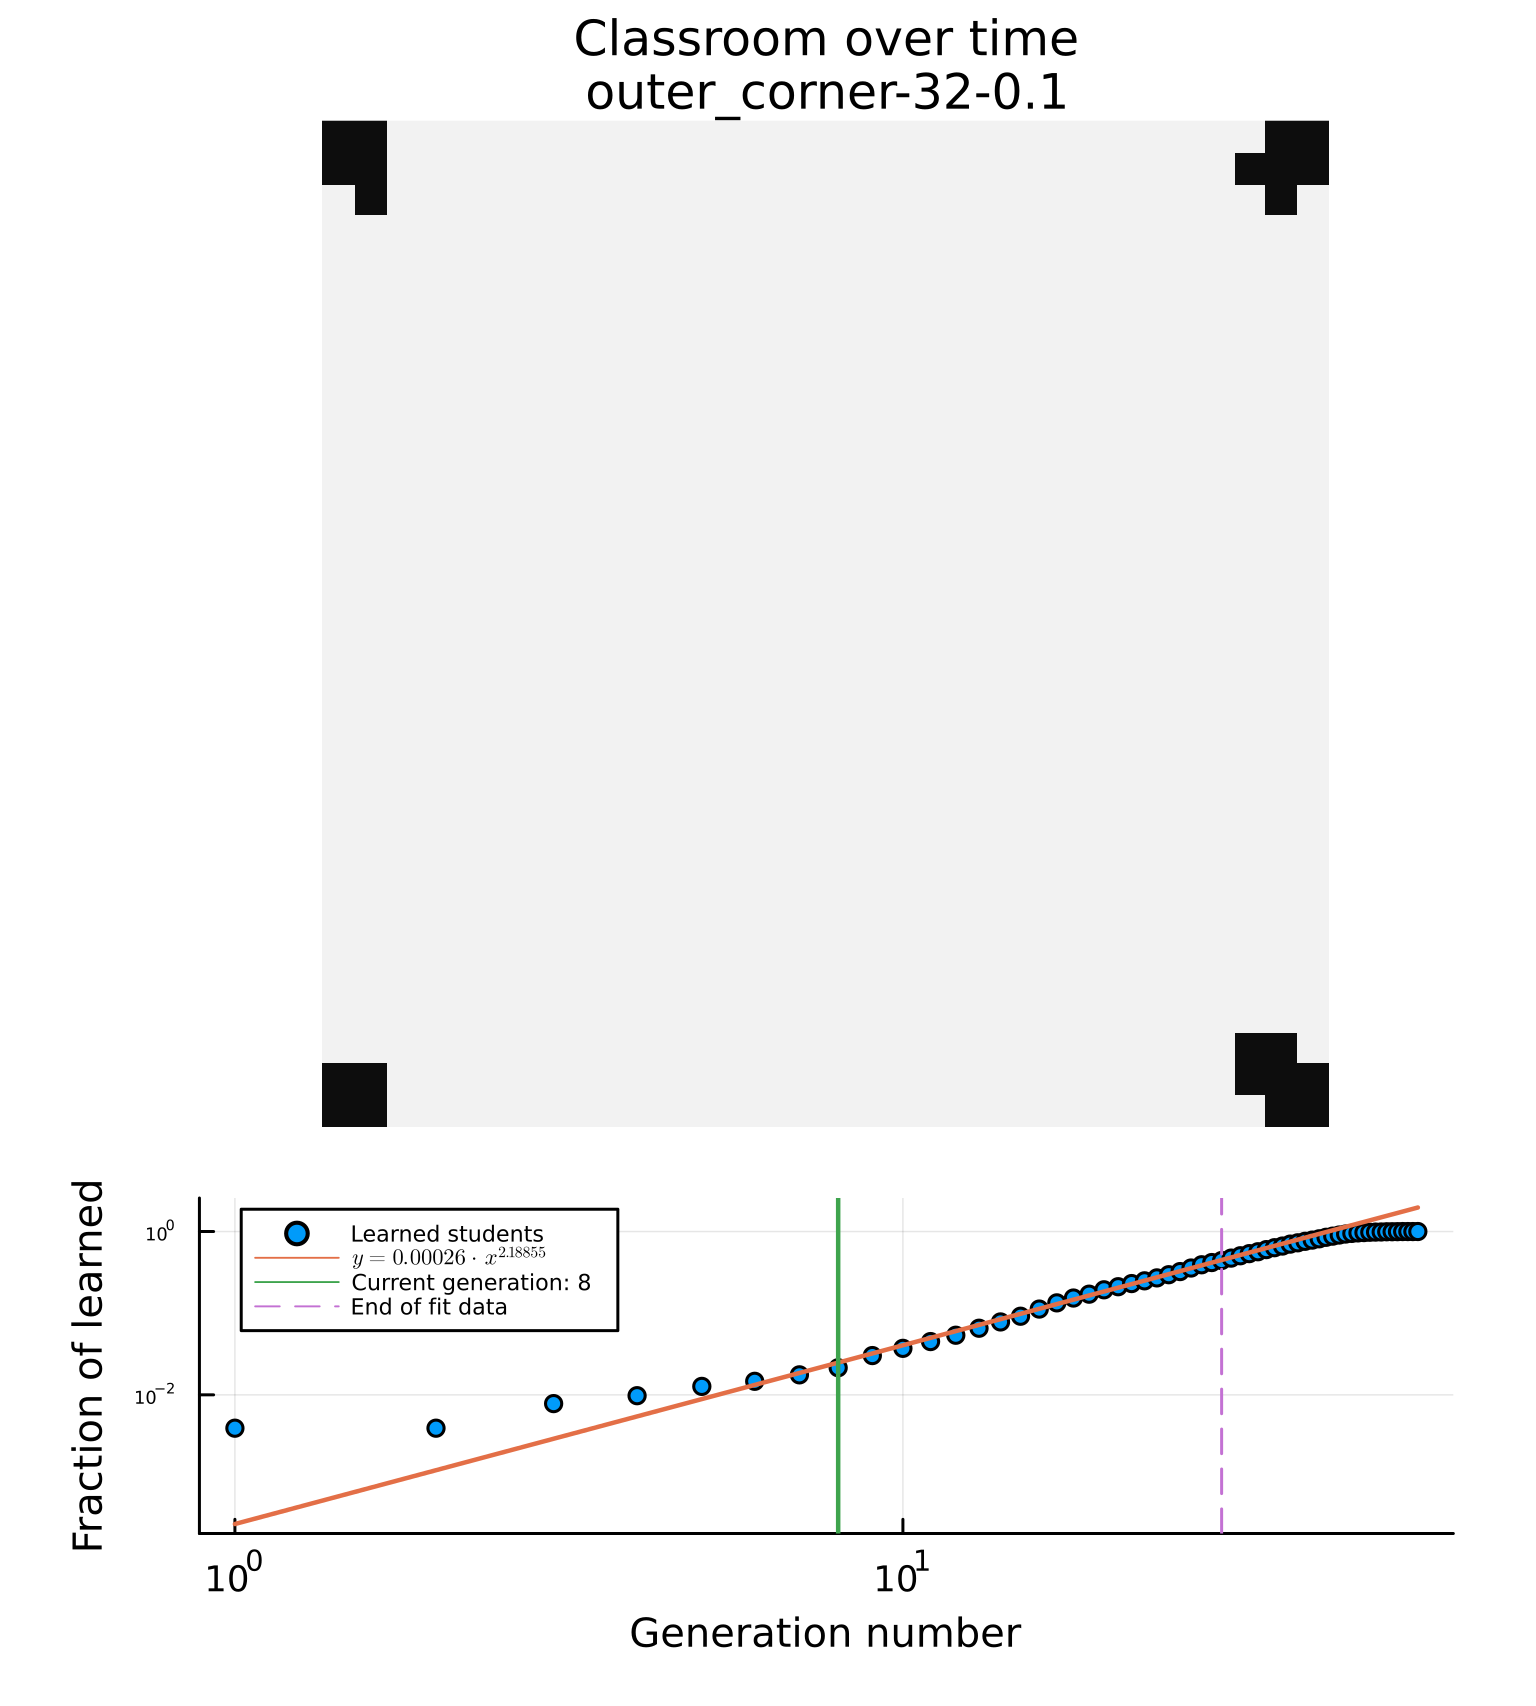 Classroom over time
outer_corner-32-0.1
Fraction of learned
10^0
10^{-2}
Learned students
y = 0.00026 · x^{2.18855}
Current generation: 8
End of fit data
10^0
10^1
Generation number